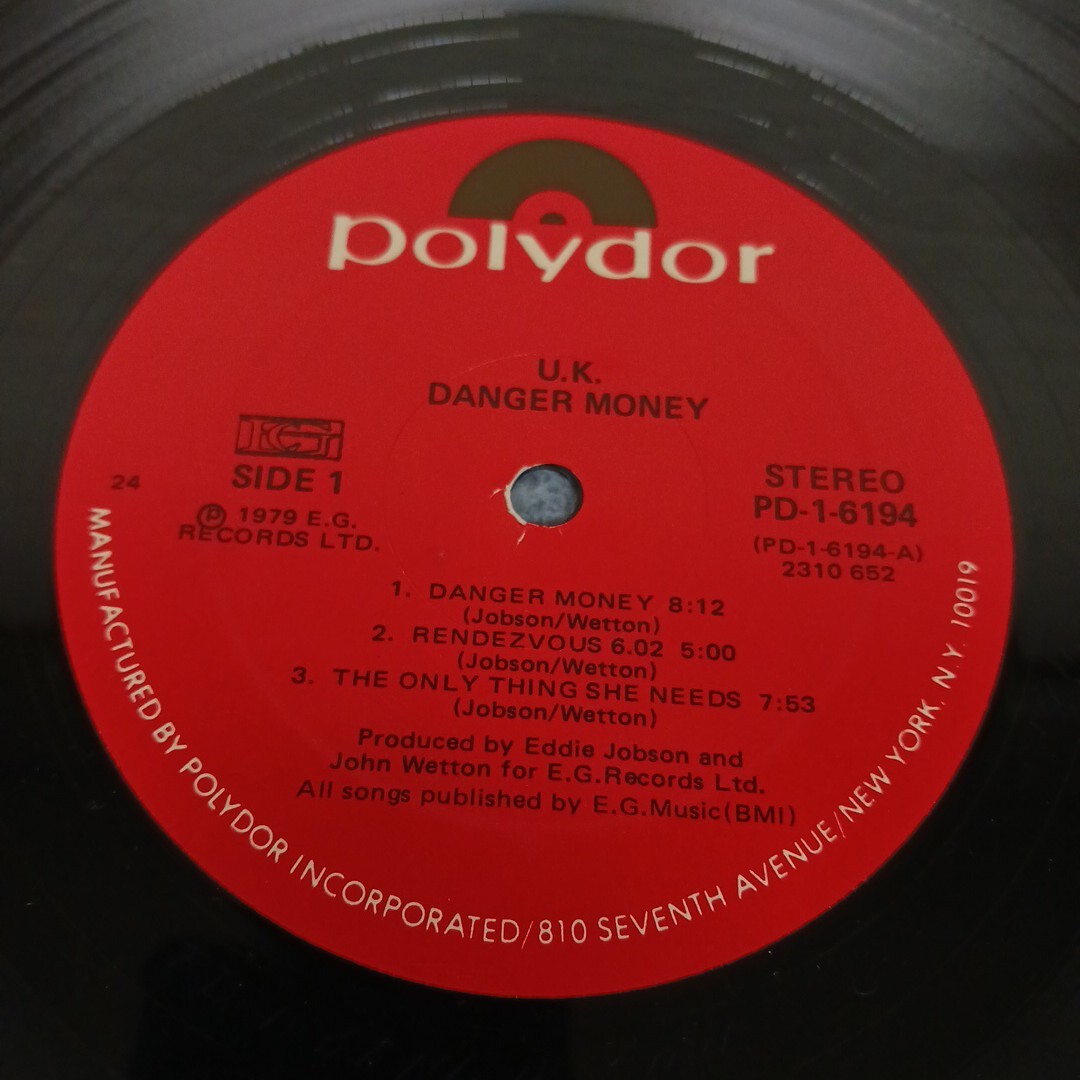 polydor
U.K.
DANGER MONEY
EG
SIDE 1
24
℗ 1979 E.G.
RECORDS LTD.
STEREO
PD-1-6194
(PD-1-6194-A)
2310 652
1. DANGER MONEY 8:12
(Jobson/Wetton)
2. RENDEZVOUS 6.02 5:00
(Jobson/Wetton)
3. THE ONLY THING SHE NEEDS 7:53
(Jobson/Wetton)
Produced by Eddie Jobson and
John Wetton for E.G.Records Ltd.
All songs published by E.G.Music(BMI)
MANUFACTURED BY POLYDOR INCORPORATED/810 SEVENTH AVENUE/NEW YORK, N.Y. 10019